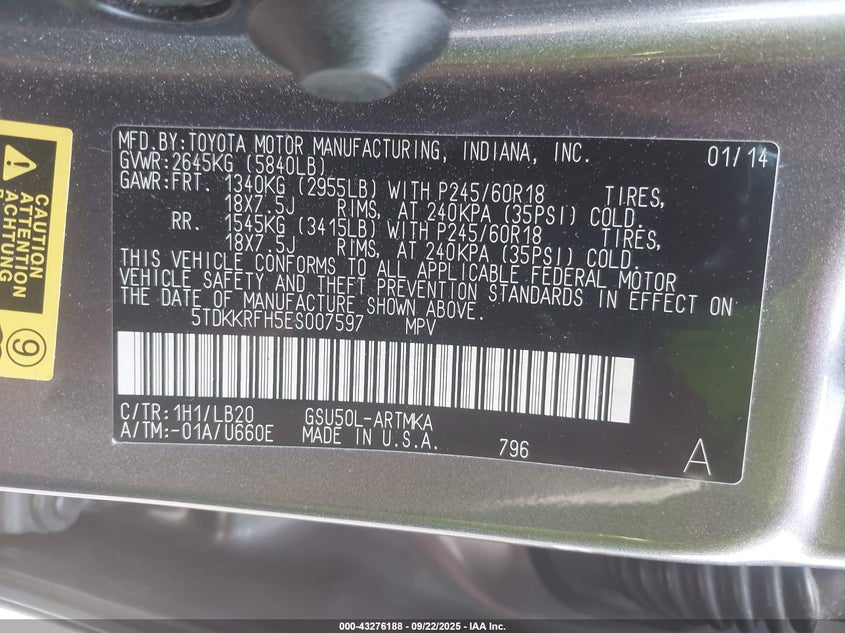 MFD.BY:TOYOTA MOTOR MANUFACTURING, INDIANA, INC. 01/14
GVWR:2645KG (5840LB)
GAWR:FRT. 1340KG (2955LB) WITH P245/60R18 TIRES,
18X7.5J RIMS, AT 240KPA (35PSI) COLD.
RR. 1545KG (3415LB) WITH P245/60R18 TIRES,
18X7.5J RIMS, AT 240KPA (35PSI) COLD.
THIS VEHICLE CONFORMS TO ALL APPLICABLE FEDERAL MOTOR
VEHICLE SAFETY AND THEFT PREVENTION STANDARDS IN EFFECT ON
THE DATE OF MANUFACTURE SHOWN ABOVE.
5TDKKRFH5ES007597 MPV
C/TR:1H1/LB20 GSU50L-ARTMKA
A/TM:-01A/U660E MADE IN U.S.A. 796
A
CAUTION
ATTENTION
ACHTUNG
9
000-43276188 - 09/22/2025 - IAA Inc.